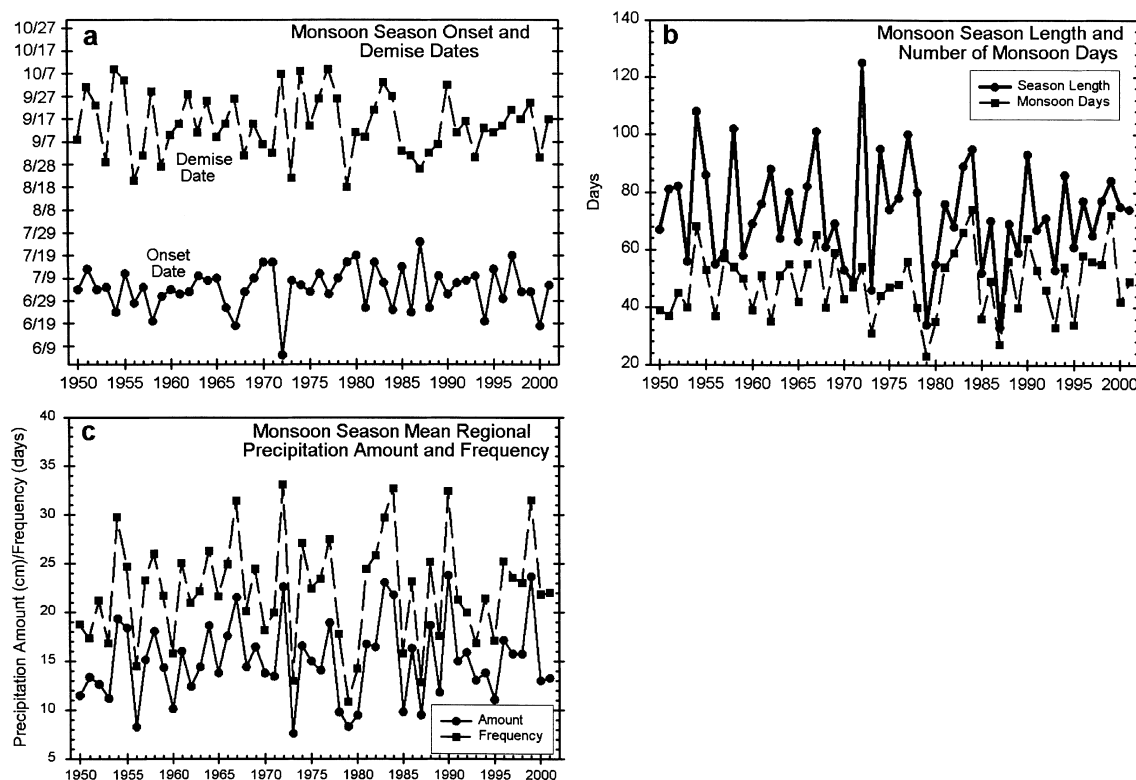 a
Monsoon Season Onset and
Demise Dates
10/27
10/17
10/7
9/27
9/17
9/7
8/28
8/18
8/8
7/29
7/19
7/9
6/29
6/19
6/9
Demise
Date
Onset
Date
1950 1955 1960 1965 1970 1975 1980 1985 1990 1995 2000
b
Monsoon Season Length and
Number of Monsoon Days
Season Length
Monsoon Days
Days
140
120
100
80
60
40
20
1950 1955 1960 1965 1970 1975 1980 1985 1990 1995 2000
c
Monsoon Season Mean Regional
Precipitation Amount and Frequency
Precipitation Amount (cm)/Frequency (days)
40
35
30
25
20
15
10
5
Amount
Frequency
1950 1955 1960 1965 1970 1975 1980 1985 1990 1995 2000